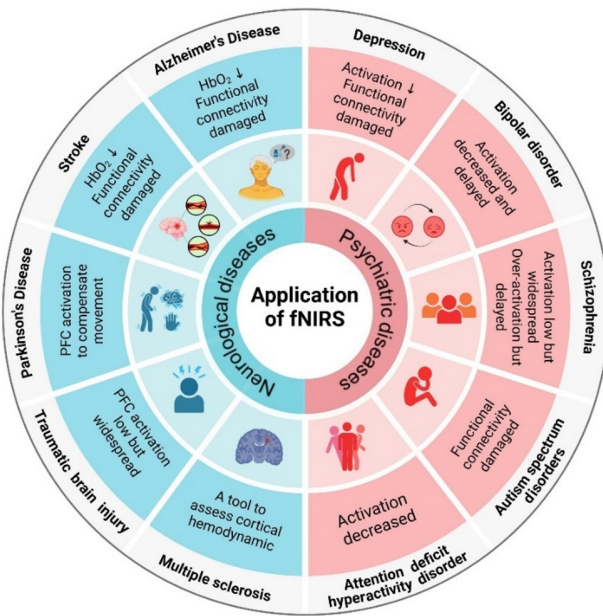 Application
of fNIRS
Neurological diseases
Psychiatric diseases
Depression
Activation ↓
Functional
connectivity
damaged
Bipolar disorder
Activation
decreased and
delayed
Schizophrenia
Activation low but
widespread
Over-activation but
delayed
Autism spectrum
disorders
Functional
connectivity
damaged
Attention deficit
hyperactivity disorder
Activation
decreased
Multiple sclerosis
A tool to
assess cortical
hemodynamic
Traumatic brain injury
PFC activation
low but
widespread
Parkinson's Disease
PFC activation
to compensate
movement
Stroke
HbO₂ ↓
Functional
connectivity
damaged
Alzheimer's Disease
HbO₂ ↓
Functional
connectivity
damaged
?